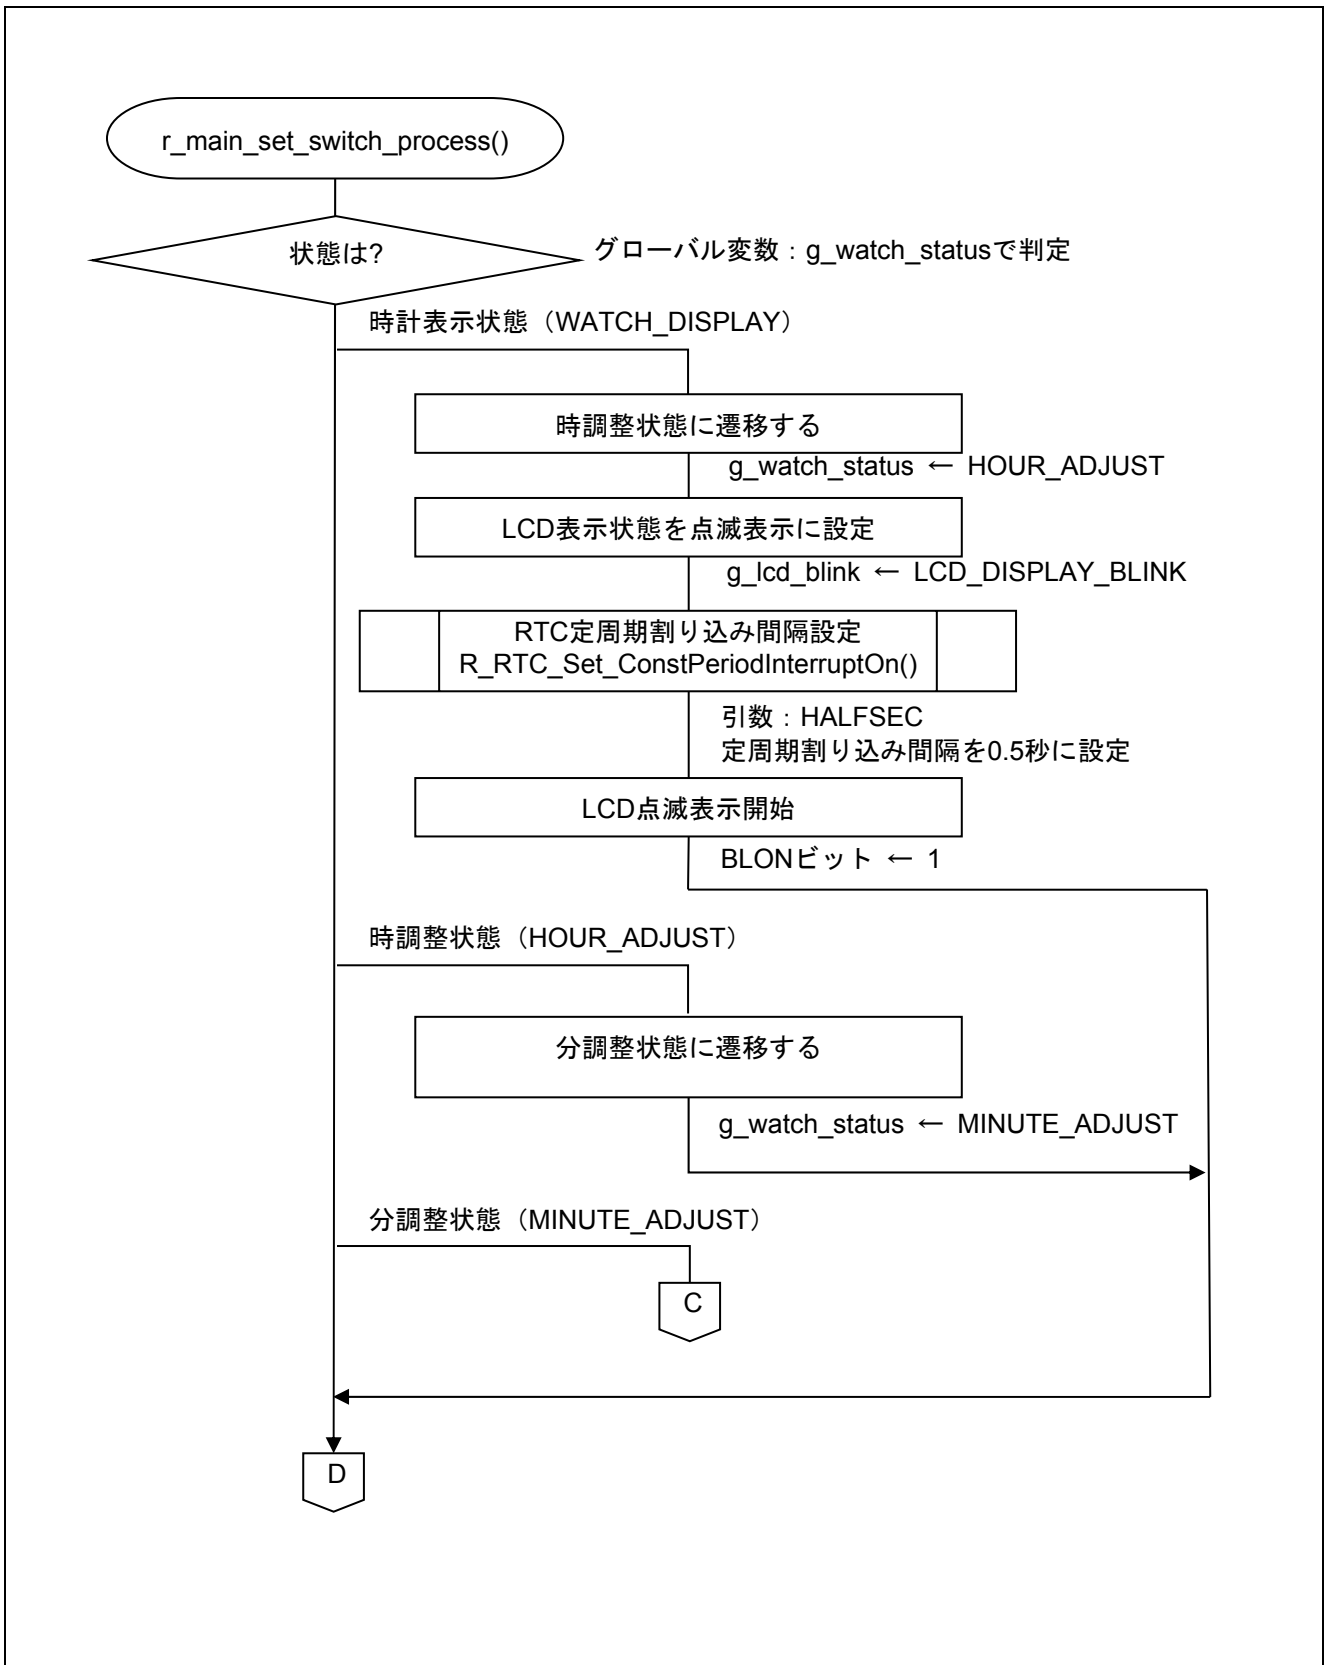 r_main_set_switch_process()
状態は?
グローバル変数：g_watch_statusで判定
時計表示状態（WATCH_DISPLAY）
時調整状態に遷移する
g_watch_status ← HOUR_ADJUST
LCD表示状態を点滅表示に設定
g_lcd_blink ← LCD_DISPLAY_BLINK
RTC定周期割り込み間隔設定
R_RTC_Set_ConstPeriodInterruptOn()
引数：HALFSEC
定周期割り込み間隔を0.5秒に設定
LCD点滅表示開始
BLONビット ← 1
時調整状態（HOUR_ADJUST）
分調整状態に遷移する
g_watch_status ← MINUTE_ADJUST
分調整状態（MINUTE_ADJUST）
C
D